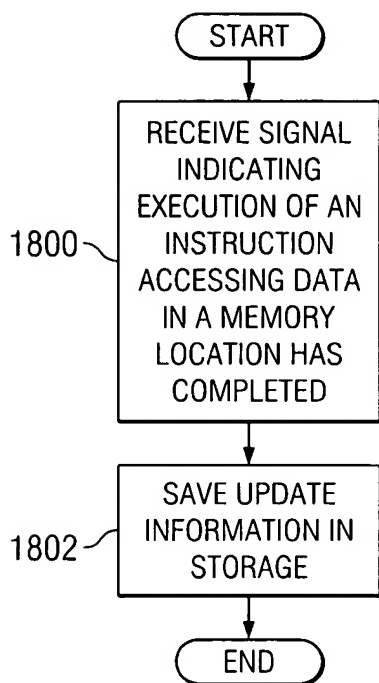 START
RECEIVE SIGNAL
INDICATING
EXECUTION OF AN
INSTRUCTION
ACCESSING DATA
IN A MEMORY
LOCATION HAS
COMPLETED
1800
SAVE UPDATE
INFORMATION IN
STORAGE
1802
END